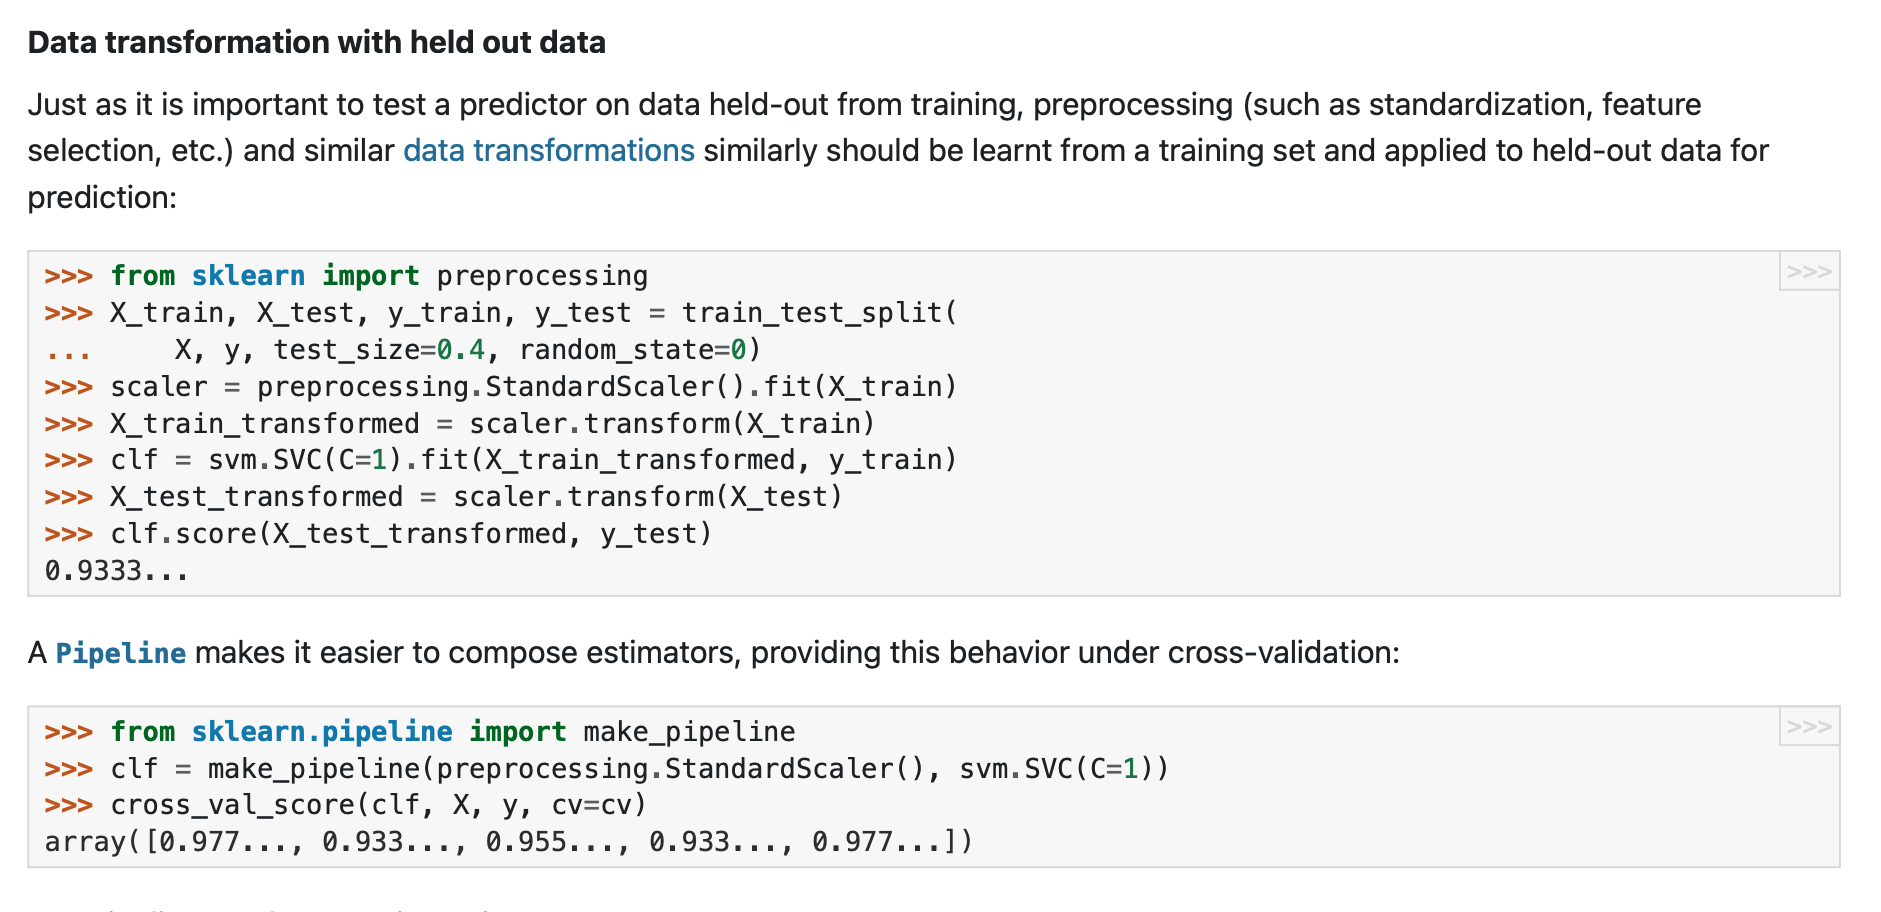 Data transformation with held out data
Just as it is important to test a predictor on data held-out from training, preprocessing (such as standardization, feature
selection, etc.) and similar data transformations similarly should be learnt from a training set and applied to held-out data for
prediction:
>>>
>>> from sklearn import preprocessing
>>> X_train, X_test, y_train, y_test = train_test_split(
...     X, y, test_size=0.4, random_state=0)
>>> scaler = preprocessing.StandardScaler().fit(X_train)
>>> X_train_transformed = scaler.transform(X_train)
>>> clf = svm.SVC(C=1).fit(X_train_transformed, y_train)
>>> X_test_transformed = scaler.transform(X_test)
>>> clf.score(X_test_transformed, y_test)
0.9333...
A Pipeline makes it easier to compose estimators, providing this behavior under cross-validation:
>>>
>>> from sklearn.pipeline import make_pipeline
>>> clf = make_pipeline(preprocessing.StandardScaler(), svm.SVC(C=1))
>>> cross_val_score(clf, X, y, cv=cv)
array([0.977..., 0.933..., 0.955..., 0.933..., 0.977...])